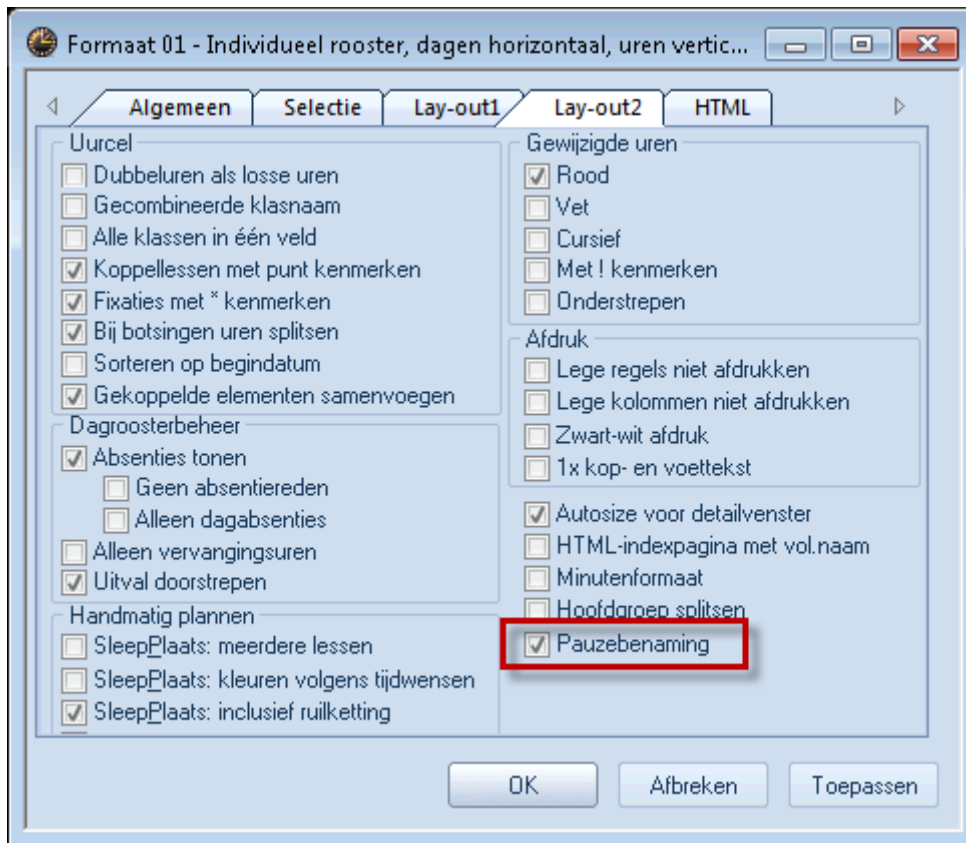 Formaat 01 - Individueel rooster, dagen horizontaal, uren vertic...
Algemeen Selectie Lay-out1 Lay-out2 HTML
Uurcel
Dubbeluren als losse uren
Gecombineerde klasnaam
Alle klassen in één veld
Koppellessen met punt kenmerken
Fixaties met * kenmerken
Bij botsingen uren splitsen
Sorteren op begindatum
Gekoppelde elementen samenvoegen
Dagroosterbeheer
Absenties tonen
Geen absentiereden
Alleen dagabsenties
Alleen vervangingsuren
Uitval doorstrepen
Handmatig plannen
SleepPlaats: meerdere lessen
SleepPlaats: kleuren volgens tijdwensen
SleepPlaats: inclusief ruilketting
Gewijzigde uren
Rood
Vet
Cursief
Met ! kenmerken
Onderstrepen
Afdruk
Lege regels niet afdrukken
Lege kolommen niet afdrukken
Zwart-wit afdruk
1x kop- en voettekst
Autosize voor detailvenster
HTML-indexpagina met vol.naam
Minutenformaat
Hoofdgroep splitsen
Pauzebenaming
OK Afbreken Toepassen